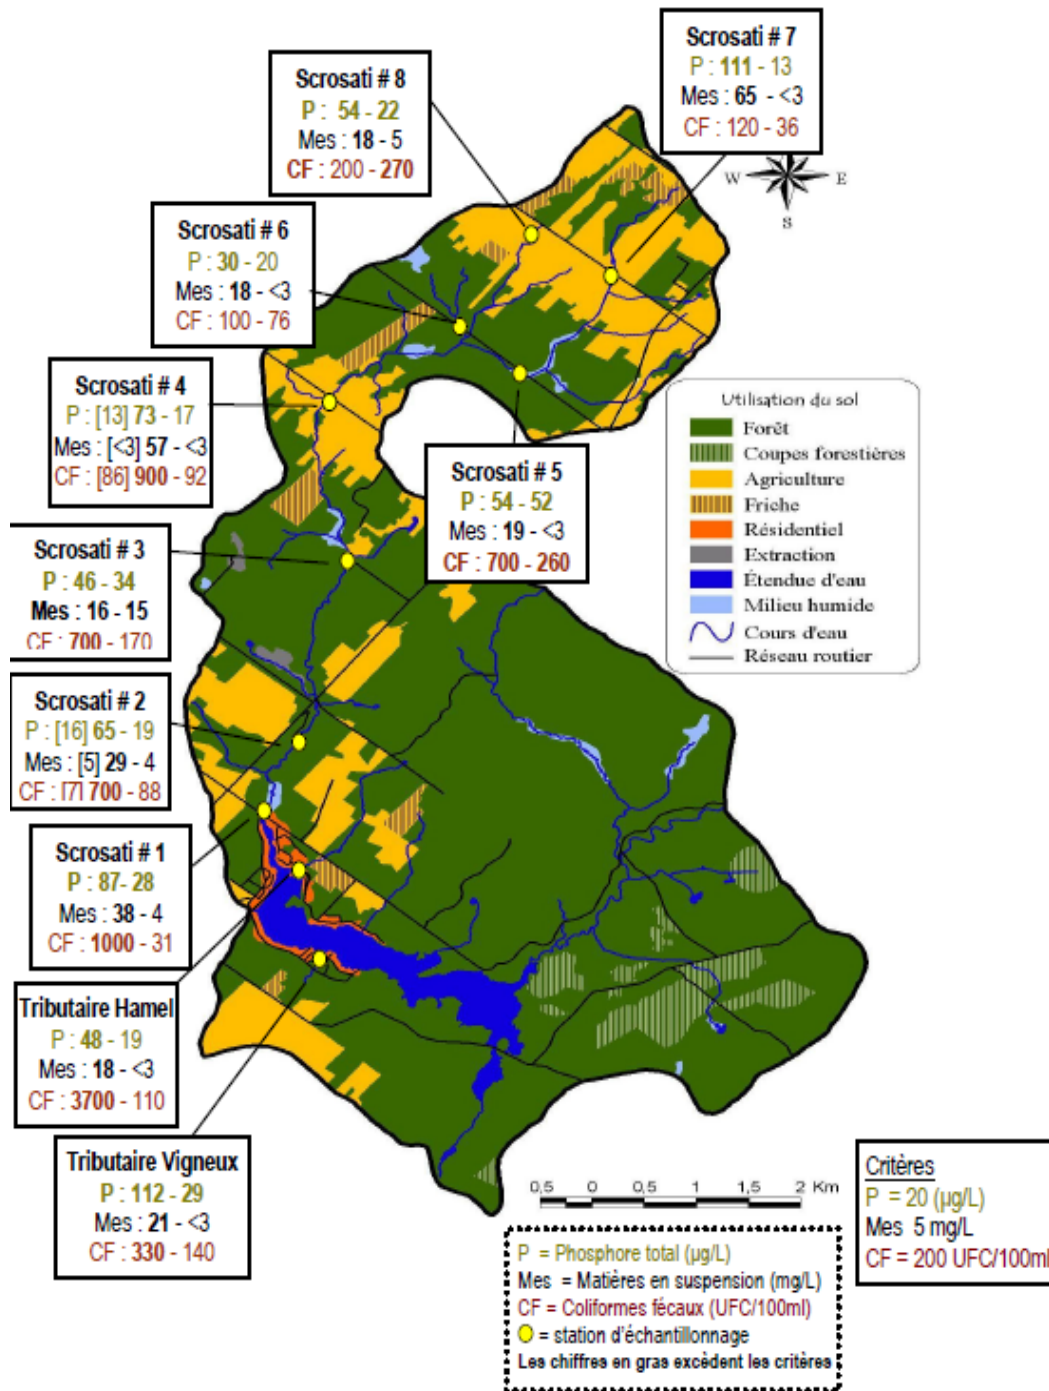 Scrosati # 7
P : 111 - 13
Mes : 65 - <3
CF : 120 - 36
Scrosati # 8
P : 54 - 22
Mes : 18 - 5
CF : 200 - 270
W
E
S
Scrosati # 6
P : 30 - 20
Mes : 18 - <3
CF : 100 - 76
Scrosati # 4
P : [13] 73 - 17
Mes : [<3] 57 - <3
CF : [86] 900 - 92
Scrosati # 5
P : 54 - 52
Mes : 19 - <3
CF : 700 - 260
Utilisation du sol
Forêt
Coupes forestières
Agriculture
Friche
Résidentiel
Extraction
Étendue d'eau
Milieu humide
Cours d'eau
Réseau routier
Scrosati # 3
P : 46 - 34
Mes : 16 - 15
CF : 700 - 170
Scrosati # 2
P : [16] 65 - 19
Mes : [5] 29 - 4
CF : [7] 700 - 88
Scrosati # 1
P : 87- 28
Mes : 38 - 4
CF : 1000 - 31
Tributaire Hamel
P : 48 - 19
Mes : 18 - <3
CF : 3700 - 110
Tributaire Vigneux
P : 112 - 29
Mes : 21 - <3
CF : 330 - 140
0,5 0 0,5 1 2 Km
P = Phosphore total (µg/L)
Mes = Matières en suspension (mg/L)
CF = Coliformes fécaux (UFC/100ml)
= station d'échantillonnage
Les chiffres en gras excèdent les critères
Critères
P = 20 (µg/L)
Mes 5 mg/L
CF = 200 UFC/100ml